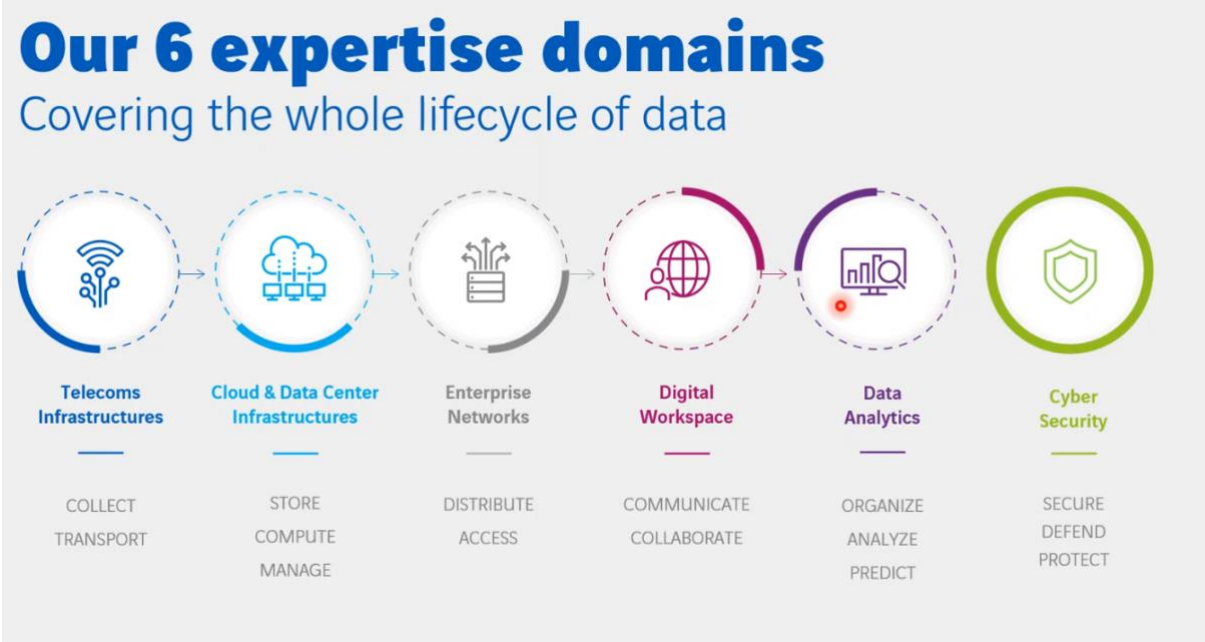 Our 6 expertise domains
Covering the whole lifecycle of data
Telecoms
Infrastructures
COLLECT
TRANSPORT
Cloud & Data Center
Infrastructures
STORE
COMPUTE
MANAGE
Enterprise
Networks
DISTRIBUTE
ACCESS
Digital
Workspace
COMMUNICATE
COLLABORATE
Data
Analytics
ORGANIZE
ANALYZE
PREDICT
Cyber
Security
SECURE
DEFEND
PROTECT